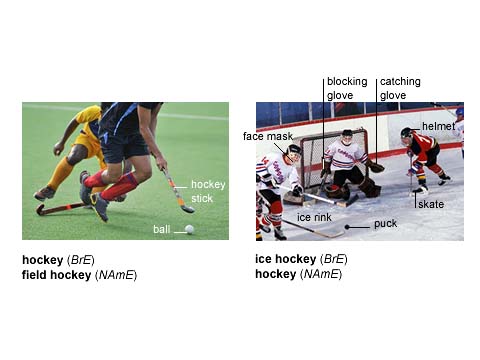 blocking
glove
catching
glove
face mask
helmet
hockey
stick
ball
ice rink
puck
skate
hockey (BrE)
field hockey (NAmE)
ice hockey (BrE)
hockey (NAmE)